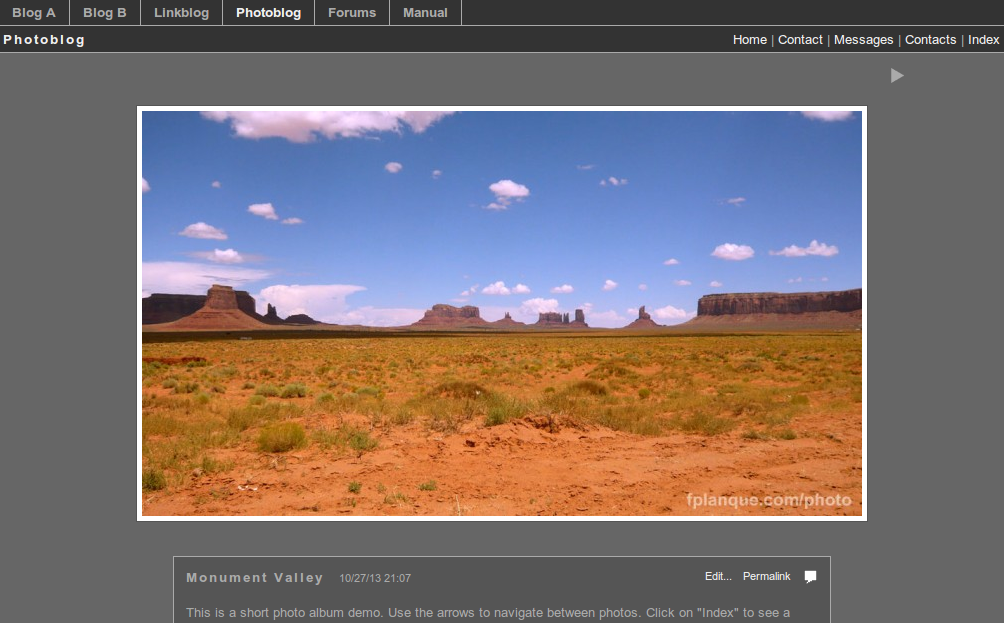 Blog A Blog B Linkblog Photoblog Forums Manual
Photoblog Home | Contact | Messages | Contacts | Index
fplanque.com/photo
Monument Valley 10/27/13 21:07 Edit... Permalink
This is a short photo album demo. Use the arrows to navigate between photos. Click on "Index" to see a